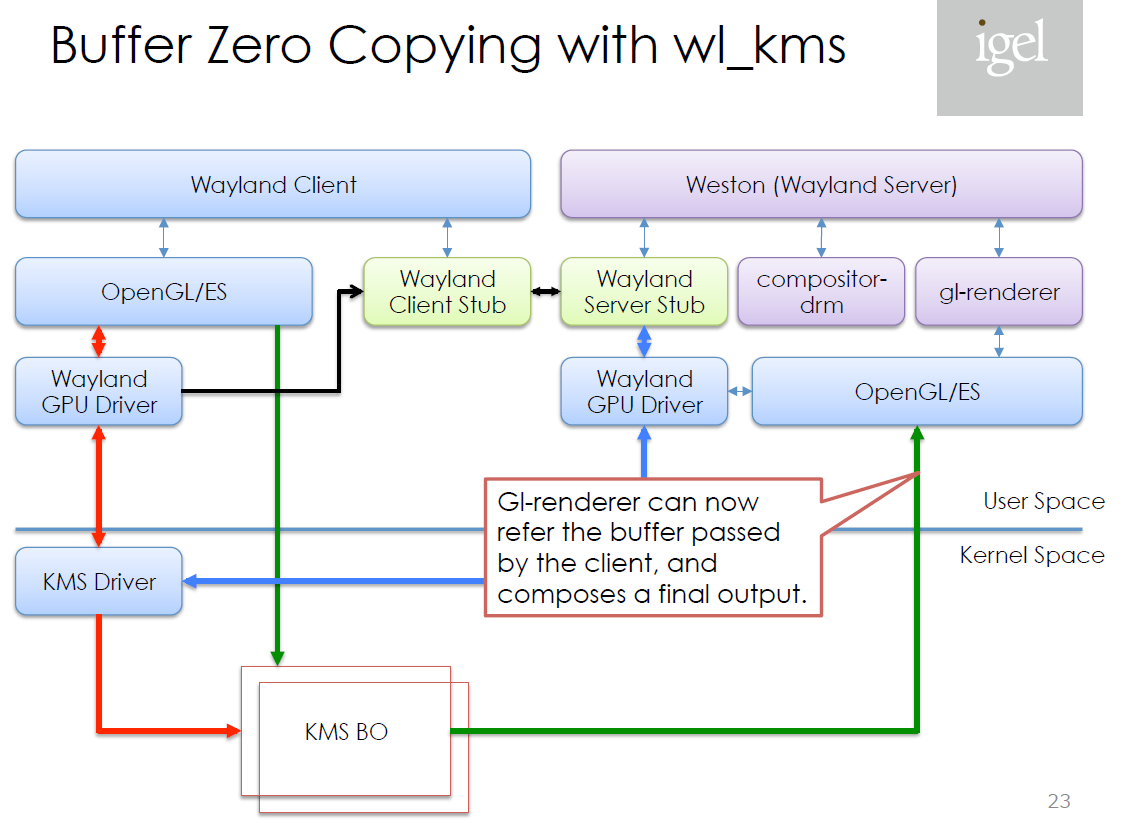 Buffer Zero Copying with wl_kms
igel
Wayland Client
Weston (Wayland Server)
OpenGL/ES
Wayland
Client Stub
Wayland
Server Stub
compositor-
drm
gl-renderer
Wayland
GPU Driver
Wayland
GPU Driver
OpenGL/ES
Gl-renderer can now
refer the buffer passed
by the client, and
composes a final output.
User Space
Kernel Space
KMS Driver
KMS BO
23